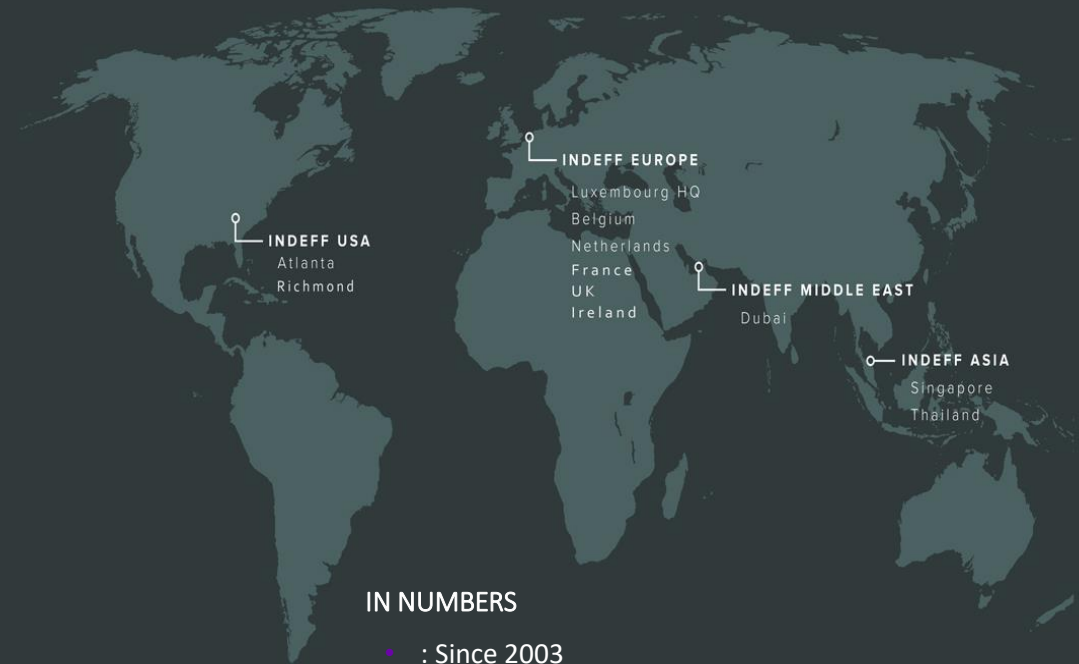 INDEFF EUROPE
Luxembourg HQ
Belgium
Netherlands
France
UK
Ireland
INDEFF USA
Atlanta
Richmond
INDEFF MIDDLE EAST
Dubai
INDEFF ASIA
Singapore
Thailand
IN NUMBERS
• : Since 2003